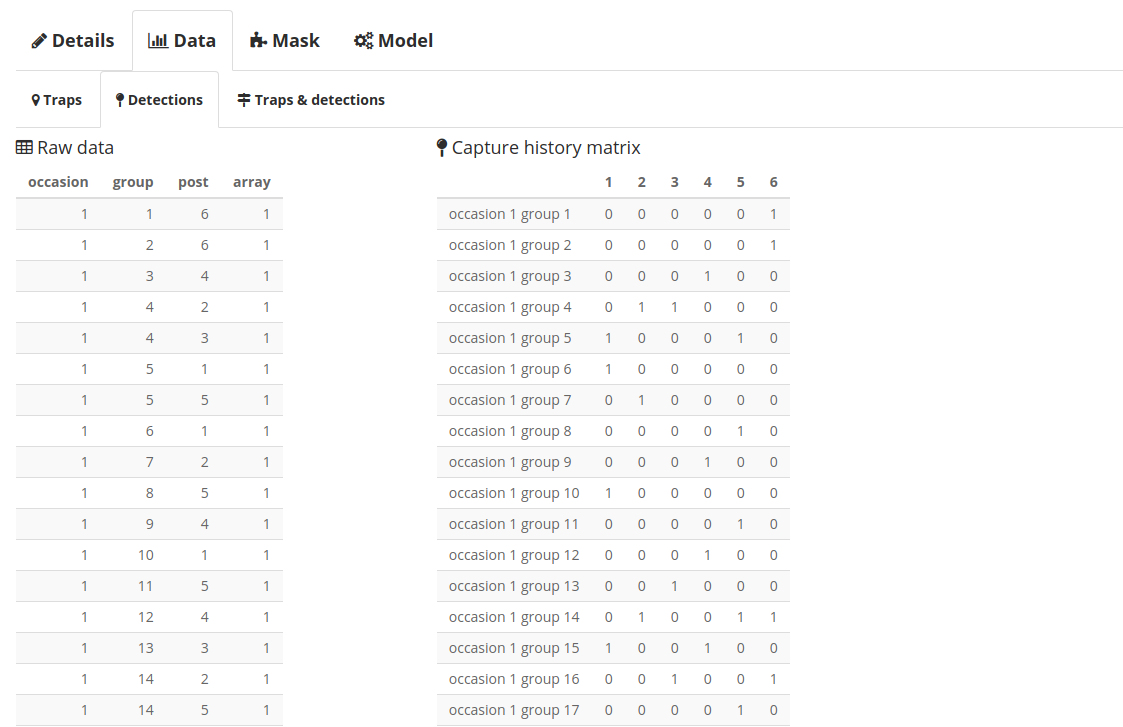 Details Data Mask Model
Traps Detections Traps & detections
Raw data
occasion group post array
1 1 6 1
1 2 6 1
1 3 4 1
1 4 2 1
1 4 3 1
1 5 1 1
1 5 5 1
1 6 1 1
1 7 2 1
1 8 5 1
1 9 4 1
1 10 1 1
1 11 5 1
1 12 4 1
1 13 3 1
1 14 2 1
1 14 5 1
Capture history matrix
1 2 3 4 5 6
occasion 1 group 1 0 0 0 0 0 1
occasion 1 group 2 0 0 0 0 0 1
occasion 1 group 3 0 0 0 1 0 0
occasion 1 group 4 0 1 1 0 0 0
occasion 1 group 5 1 0 0 0 1 0
occasion 1 group 6 1 0 0 0 0 0
occasion 1 group 7 0 1 0 0 0 0
occasion 1 group 8 0 0 0 0 1 0
occasion 1 group 9 0 0 0 1 0 0
occasion 1 group 10 1 0 0 0 0 0
occasion 1 group 11 0 0 0 0 1 0
occasion 1 group 12 0 0 0 1 0 0
occasion 1 group 13 0 0 1 0 0 0
occasion 1 group 14 0 1 0 0 1 1
occasion 1 group 15 1 0 0 1 0 0
occasion 1 group 16 0 0 1 0 0 1
occasion 1 group 17 0 0 0 0 1 0